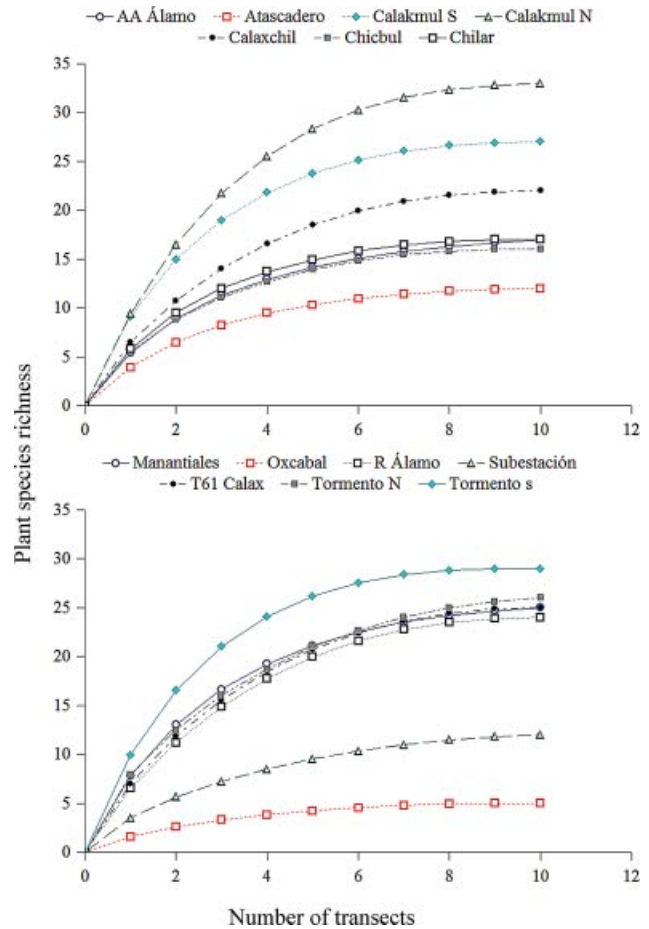 AA Álamo Atascadero Calakmul S Calakmul N
Calaxchil Chicbul Chilar
35
30
25
20
15
10
5
0
0 2 4 6 8 10 12
Plant species richness
Manantiales Oxcabal R Álamo Subestación
T61 Calax Tormento N Tormento s
35
30
25
20
15
10
5
0
0 2 4 6 8 10 12
Number of transects